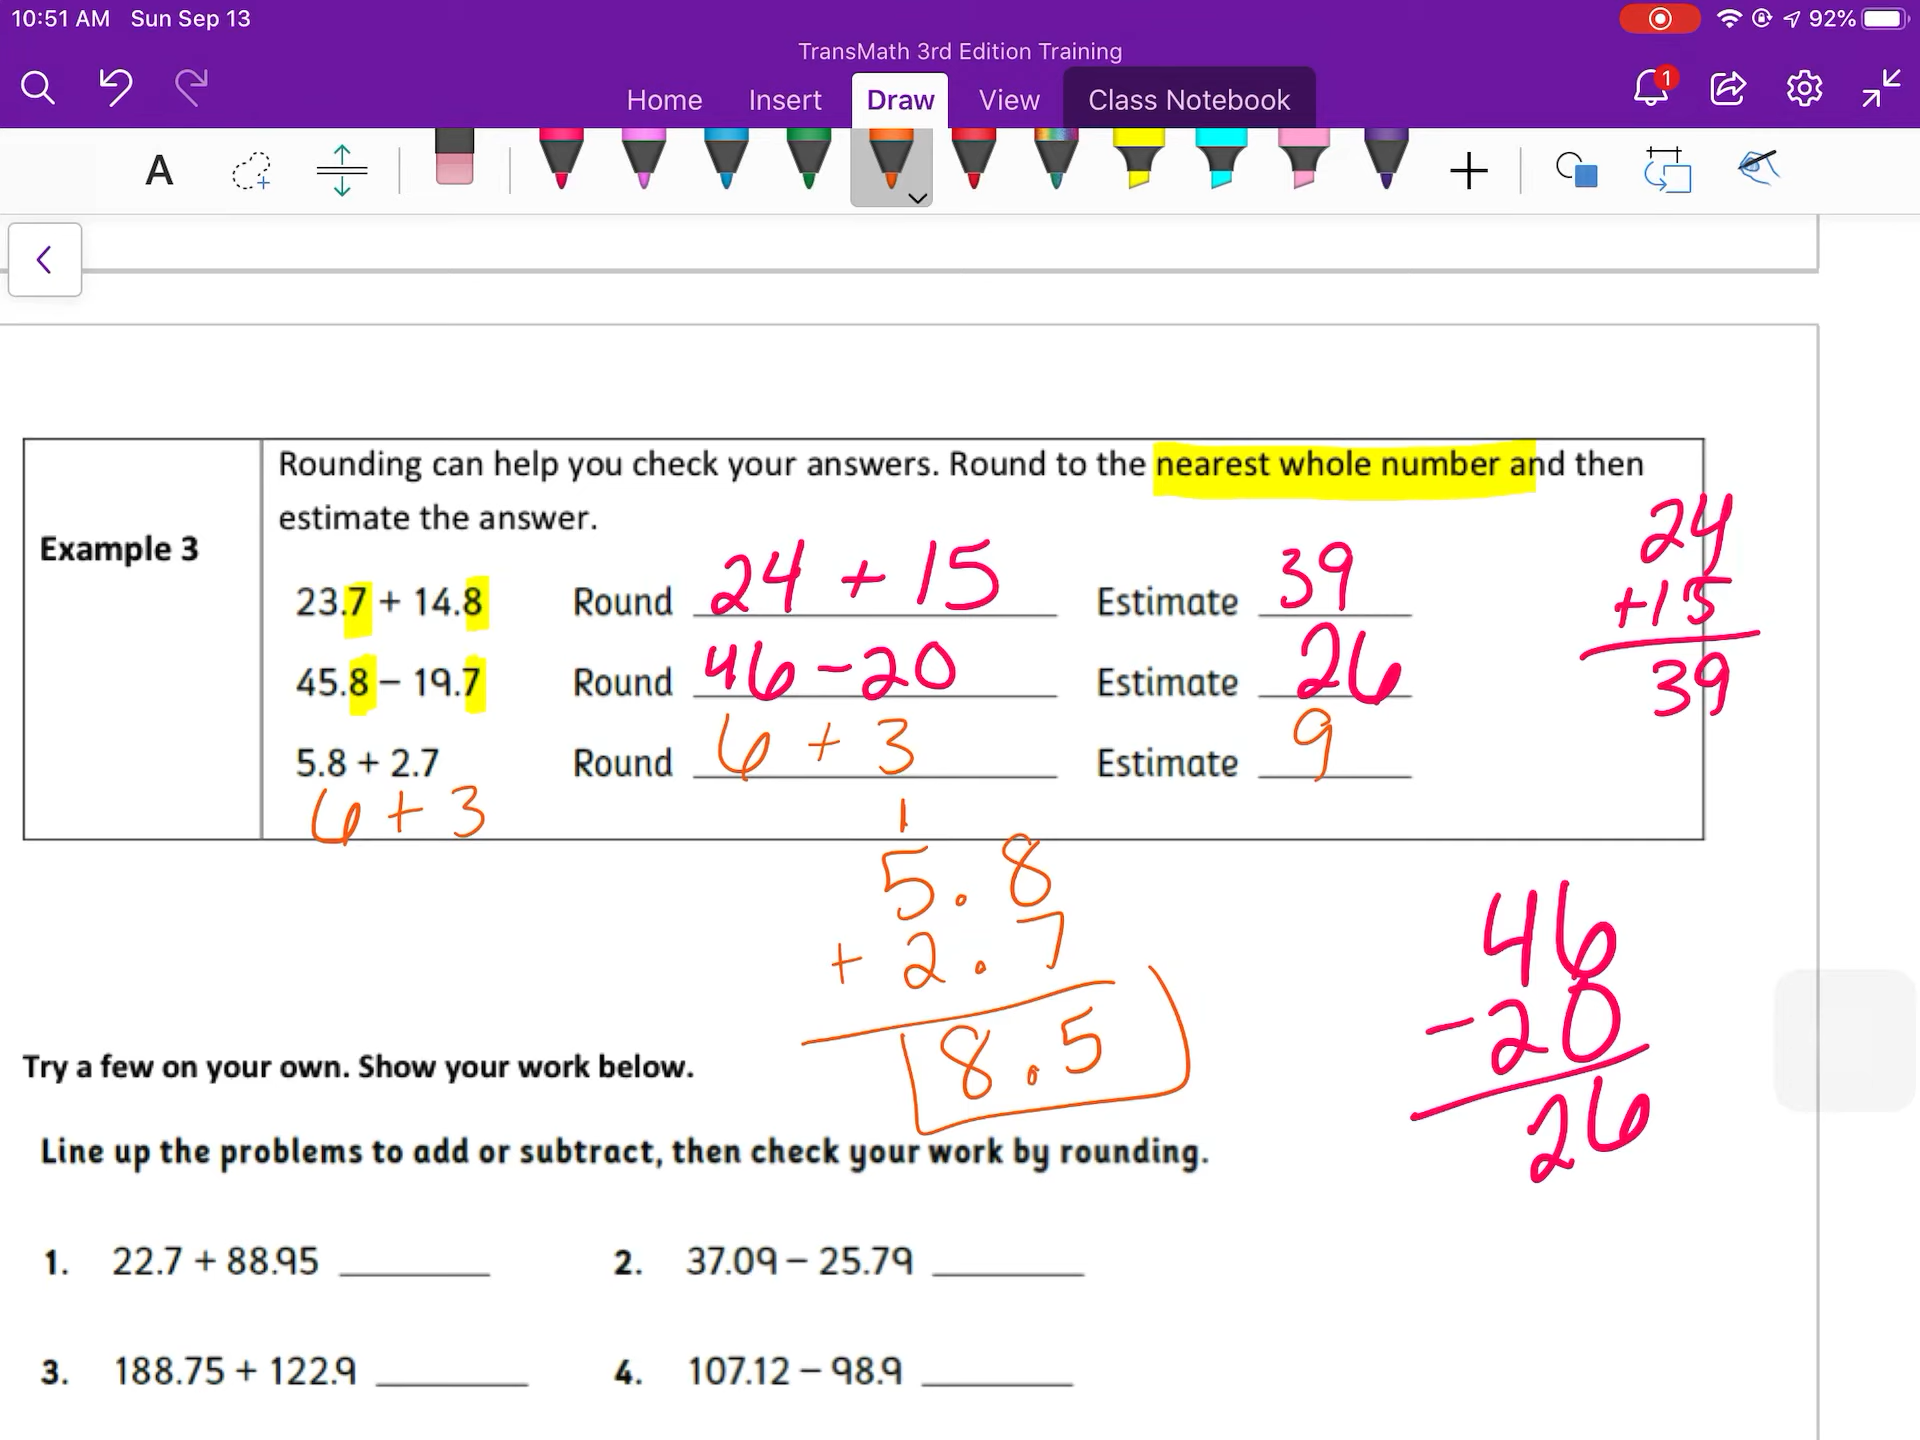 10:51 AM Sun Sep 13
92%
TransMath 3rd Edition Training
Home Insert Draw View Class Notebook
1
A
Rounding can help you check your answers. Round to the nearest whole number and then
estimate the answer.
Example 3
23.7 + 14.8 Round 24 + 15 Estimate 39
45.8 – 19.7 Round 46 - 20 Estimate 26
5.8 + 2.7 Round 6 + 3 Estimate 9
6 + 3
24
+15
39
1
5.8
+ 2.7
8.5
46
-20
26
Try a few on your own. Show your work below.
Line up the problems to add or subtract, then check your work by rounding.
1. 22.7 + 88.95 ________ 2. 37.09 – 25.79 ________
3. 188.75 + 122.9 ________ 4. 107.12 – 98.9 ________